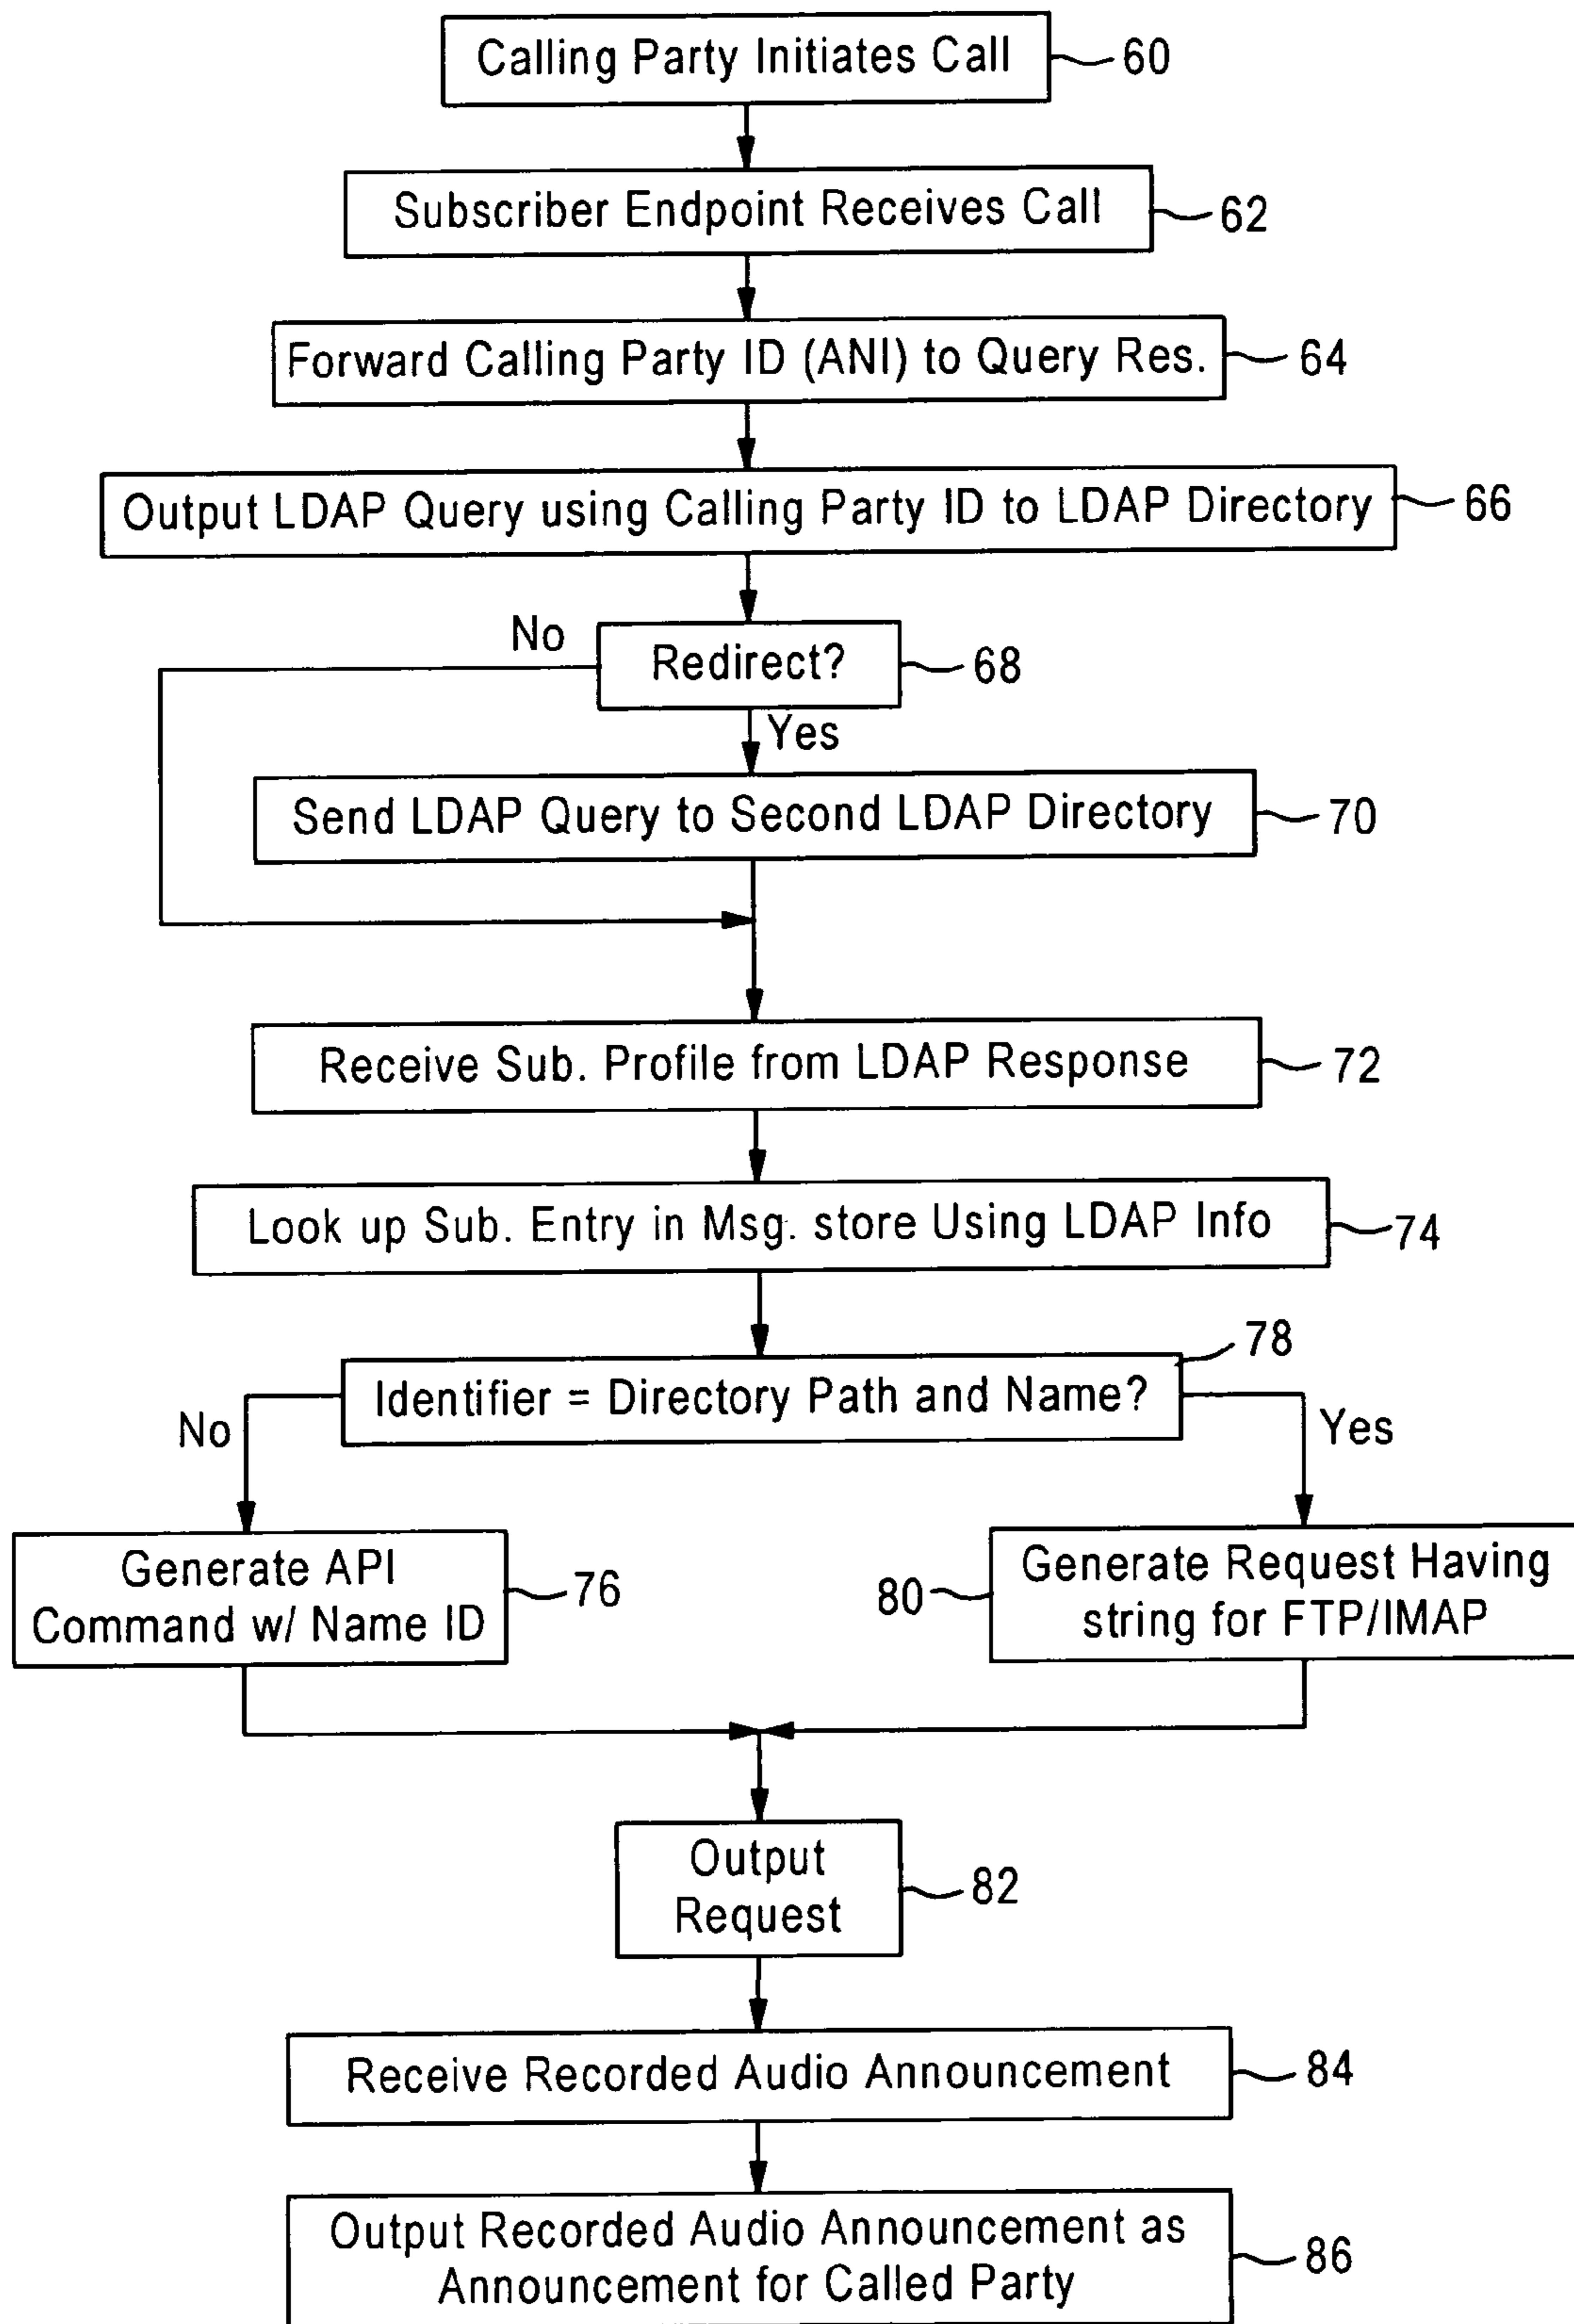 Calling Party Initiates Call
60
Subscriber Endpoint Receives Call
62
Forward Calling Party ID (ANI) to Query Res.
64
Output LDAP Query using Calling Party ID to LDAP Directory
66
No
Redirect?
68
Yes
Send LDAP Query to Second LDAP Directory
70
Receive Sub. Profile from LDAP Response
72
Look up Sub. Entry in Msg. store Using LDAP Info
74
78
Identifier = Directory Path and Name?
No
Yes
Generate API
Command w/ Name ID
76
80
Generate Request Having
string for FTP/IMAP
Output
Request
82
Receive Recorded Audio Announcement
84
Output Recorded Audio Announcement as
Announcement for Called Party
86